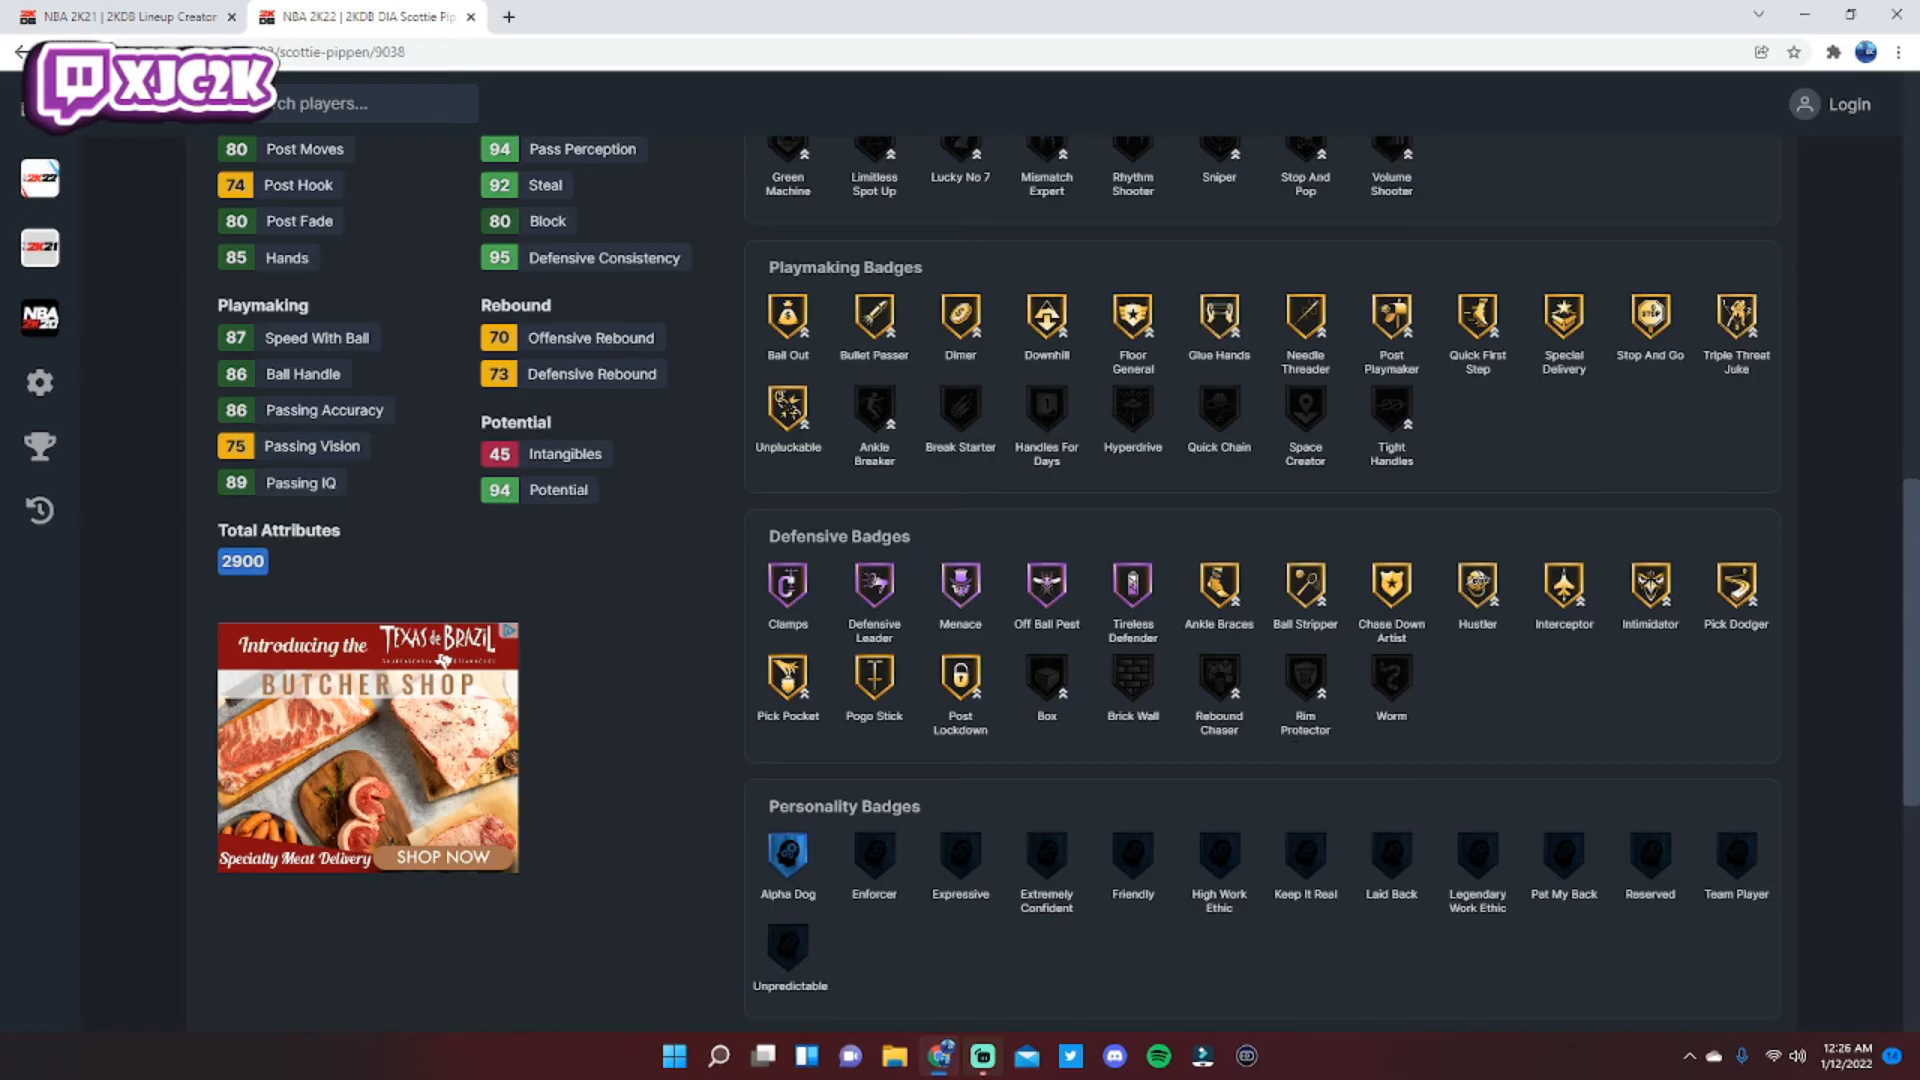 NBA 2K21 | 2KDB Lineup Creator
NBA 2K22 | 2KDB DIA Scottie Pip
/scottie-pippen/9038
XJC2K
ch players...
Login
80 Post Moves
74 Post Hook
80 Post Fade
85 Hands
94 Pass Perception
92 Steal
80 Block
95 Defensive Consistency
Playmaking
87 Speed With Ball
86 Ball Handle
86 Passing Accuracy
75 Passing Vision
89 Passing IQ
Rebound
70 Offensive Rebound
73 Defensive Rebound
Potential
45 Intangibles
94 Potential
Total Attributes
2900
2K22
2K21
NBA
2K20
Introducing the TEXAS de BRAZIL
BUTCHER SHOP
Specialty Meat Delivery SHOP NOW
Green Machine
Limitless Spot Up
Lucky No 7
Mismatch Expert
Rhythm Shooter
Sniper
Stop And Pop
Volume Shooter
Playmaking Badges
Bail Out
Bullet Passer
Dimer
Downhill
Floor General
Glue Hands
Needle Threader
Post Playmaker
Quick First Step
Special Delivery
STOP
Stop And Go
Triple Threat Juke
Unpluckable
Ankle Breaker
Break Starter
Handles For Days
Hyperdrive
Quick Chain
Space Creator
Tight Handles
Defensive Badges
Clamps
Defensive Leader
Menace
Off Ball Pest
Tireless Defender
Ankle Braces
Ball Stripper
Chase Down Artist
Hustler
Interceptor
Intimidator
Pick Dodger
Pick Pocket
Pogo Stick
Post Lockdown
Box
Brick Wall
Rebound Chaser
Rim Protector
Worm
Personality Badges
Alpha Dog
Enforcer
Expressive
Extremely Confident
Friendly
High Work Ethic
Keep It Real
Laid Back
Legendary Work Ethic
Pat My Back
Reserved
Team Player
Unpredictable
12:26 AM
1/12/2022
14